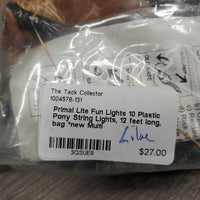 The Tack Collector
1004576-131
Primal Lite Fun Lights 10 Plastic
Pony String Lights, 12 feet long,
bag *new Multi
Lilac
3QSUE9
$27.00